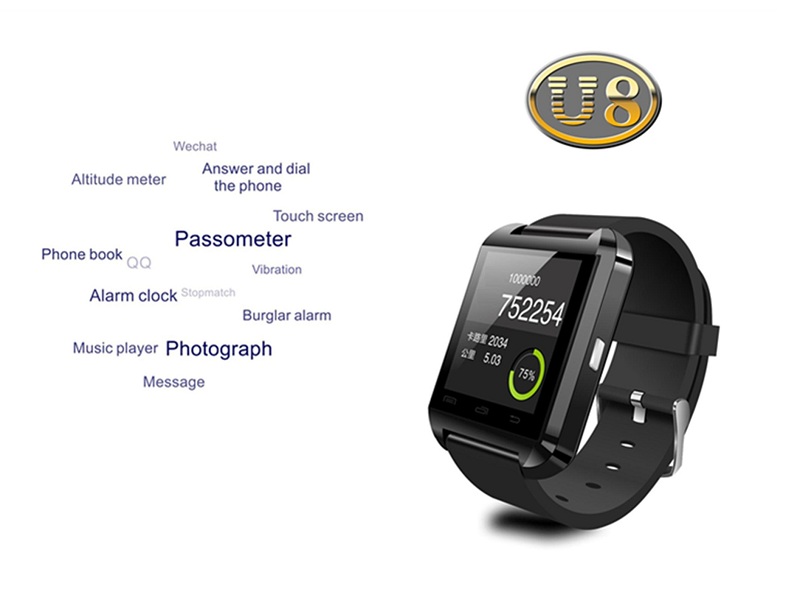 U8
Wechat
Altitude meter
Answer and dial
the phone
Touch screen
Passometer
Phone book
QQ
Vibration
Alarm clock
Stopmatch
Burglar alarm
Music player
Photograph
Message
1000000
752254
卡路里 2034
公里 5.03
75%